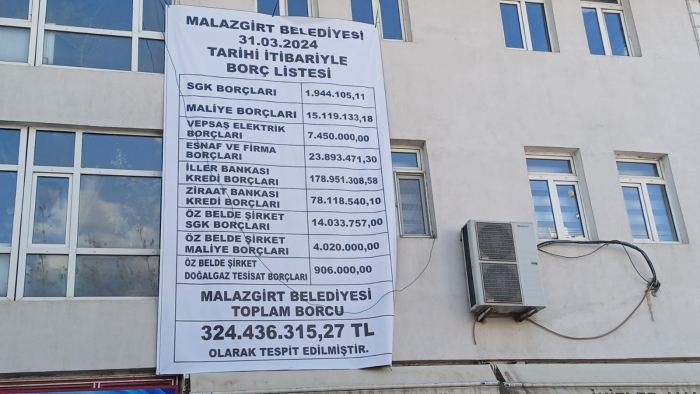 MALAZGİRT BELEDİYESİ
31.03.2024
TARİHİ İTİBARİYLE
BORÇ LİSTESİ
SGK BORÇLARI 1.944.105,11
MALİYE BORÇLARI 15.119.133,18
VEPSAŞ ELEKTRİK
BORÇLARI 7.450.000,00
ESNAF VE FİRMA
BORÇLARI 23.893.471,30
İLLER BANKASI
KREDİ BORÇLARI 178.951.308,58
ZİRAAT BANKASI
KREDİ BORÇLARI 78.118.540,10
ÖZ BELDE ŞİRKET
SGK BORÇLARI 14.033.757,00
ÖZ BELDE ŞİRKET
MALİYE BORÇLARI 4.020.000,00
ÖZ BELDE ŞİRKET
DOĞALGAZ TESİSAT BORÇLARI 906.000,00
MALAZGİRT BELEDİYESİ
TOPLAM BORCU
324.436.315,27 TL
OLARAK TESPİT EDİLMİŞTİR.